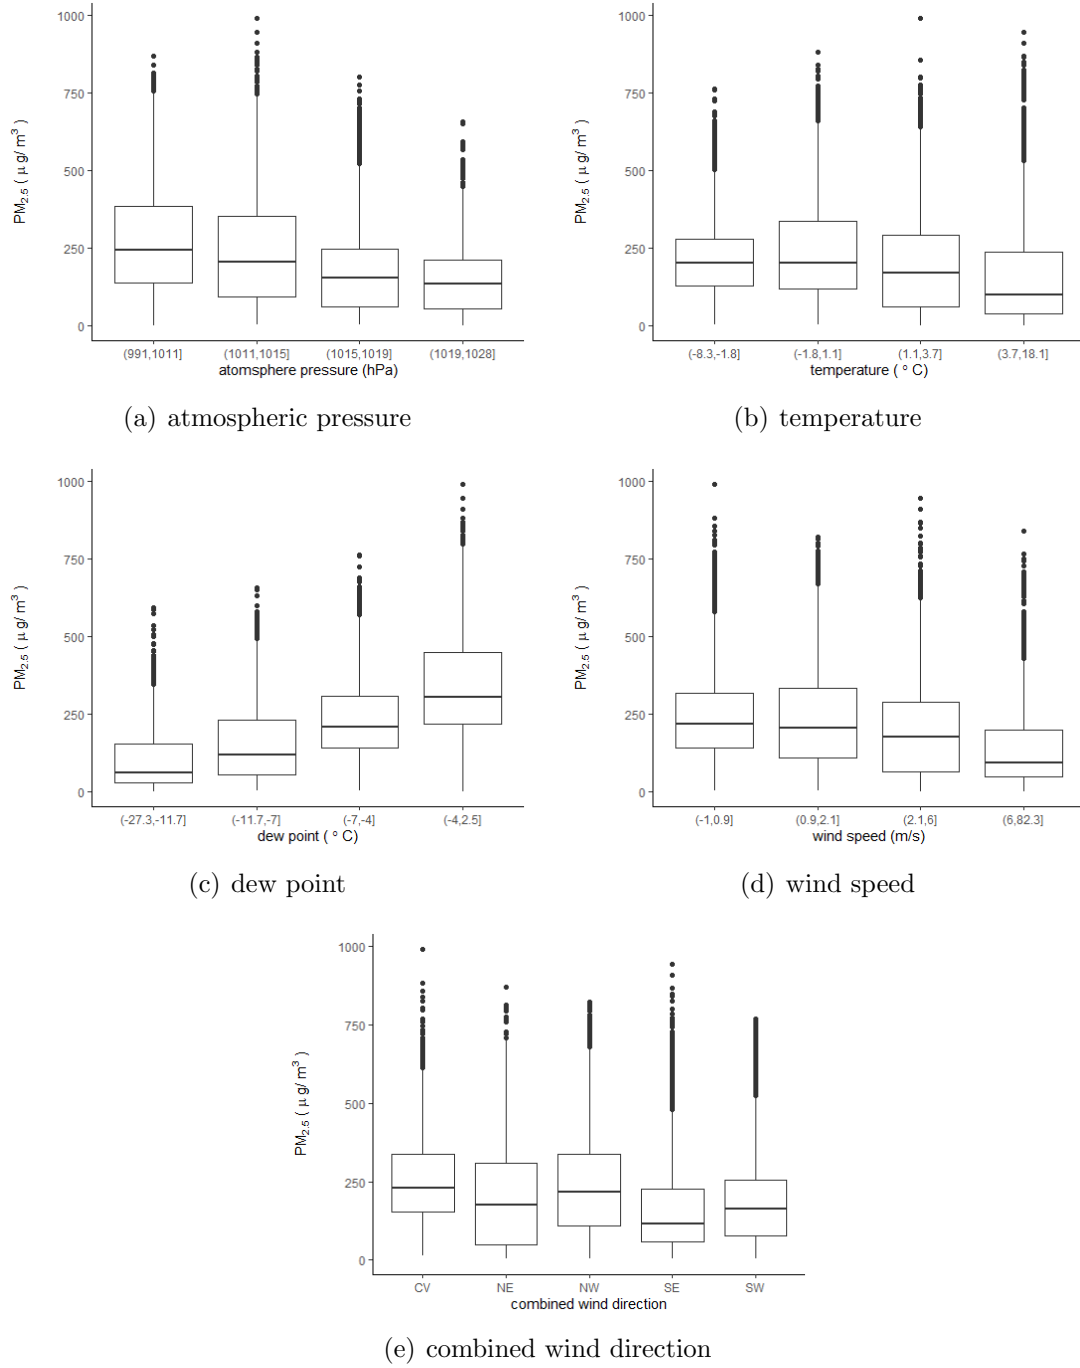 1000
750
500
250
0
PM2.5 ( μ g/ m3 )
(991,1011] (1011,1015] (1015,1019] (1019,1028]
atomsphere pressure (hPa)
(a) atmospheric pressure
1000
750
500
250
0
PM2.5 ( μ g/ m3 )
(-8.3,-1.8] (-1.8,1.1] (1.1,3.7] (3.7,18.1]
temperature ( ° C)
(b) temperature
1000
750
500
250
0
PM2.5 ( μ g/ m3 )
(-27.3,-11.7] (-11.7,-7] (-7,-4] (-4,2.5]
dew point ( ° C)
(c) dew point
1000
750
500
250
0
PM2.5 ( μ g/ m3 )
(-1,0.9] (0.9,2.1] (2.1,6] (6,82.3]
wind speed (m/s)
(d) wind speed
1000
750
500
250
0
PM2.5 ( μ g/ m3 )
CV NE NW SE SW
combined wind direction
(e) combined wind direction